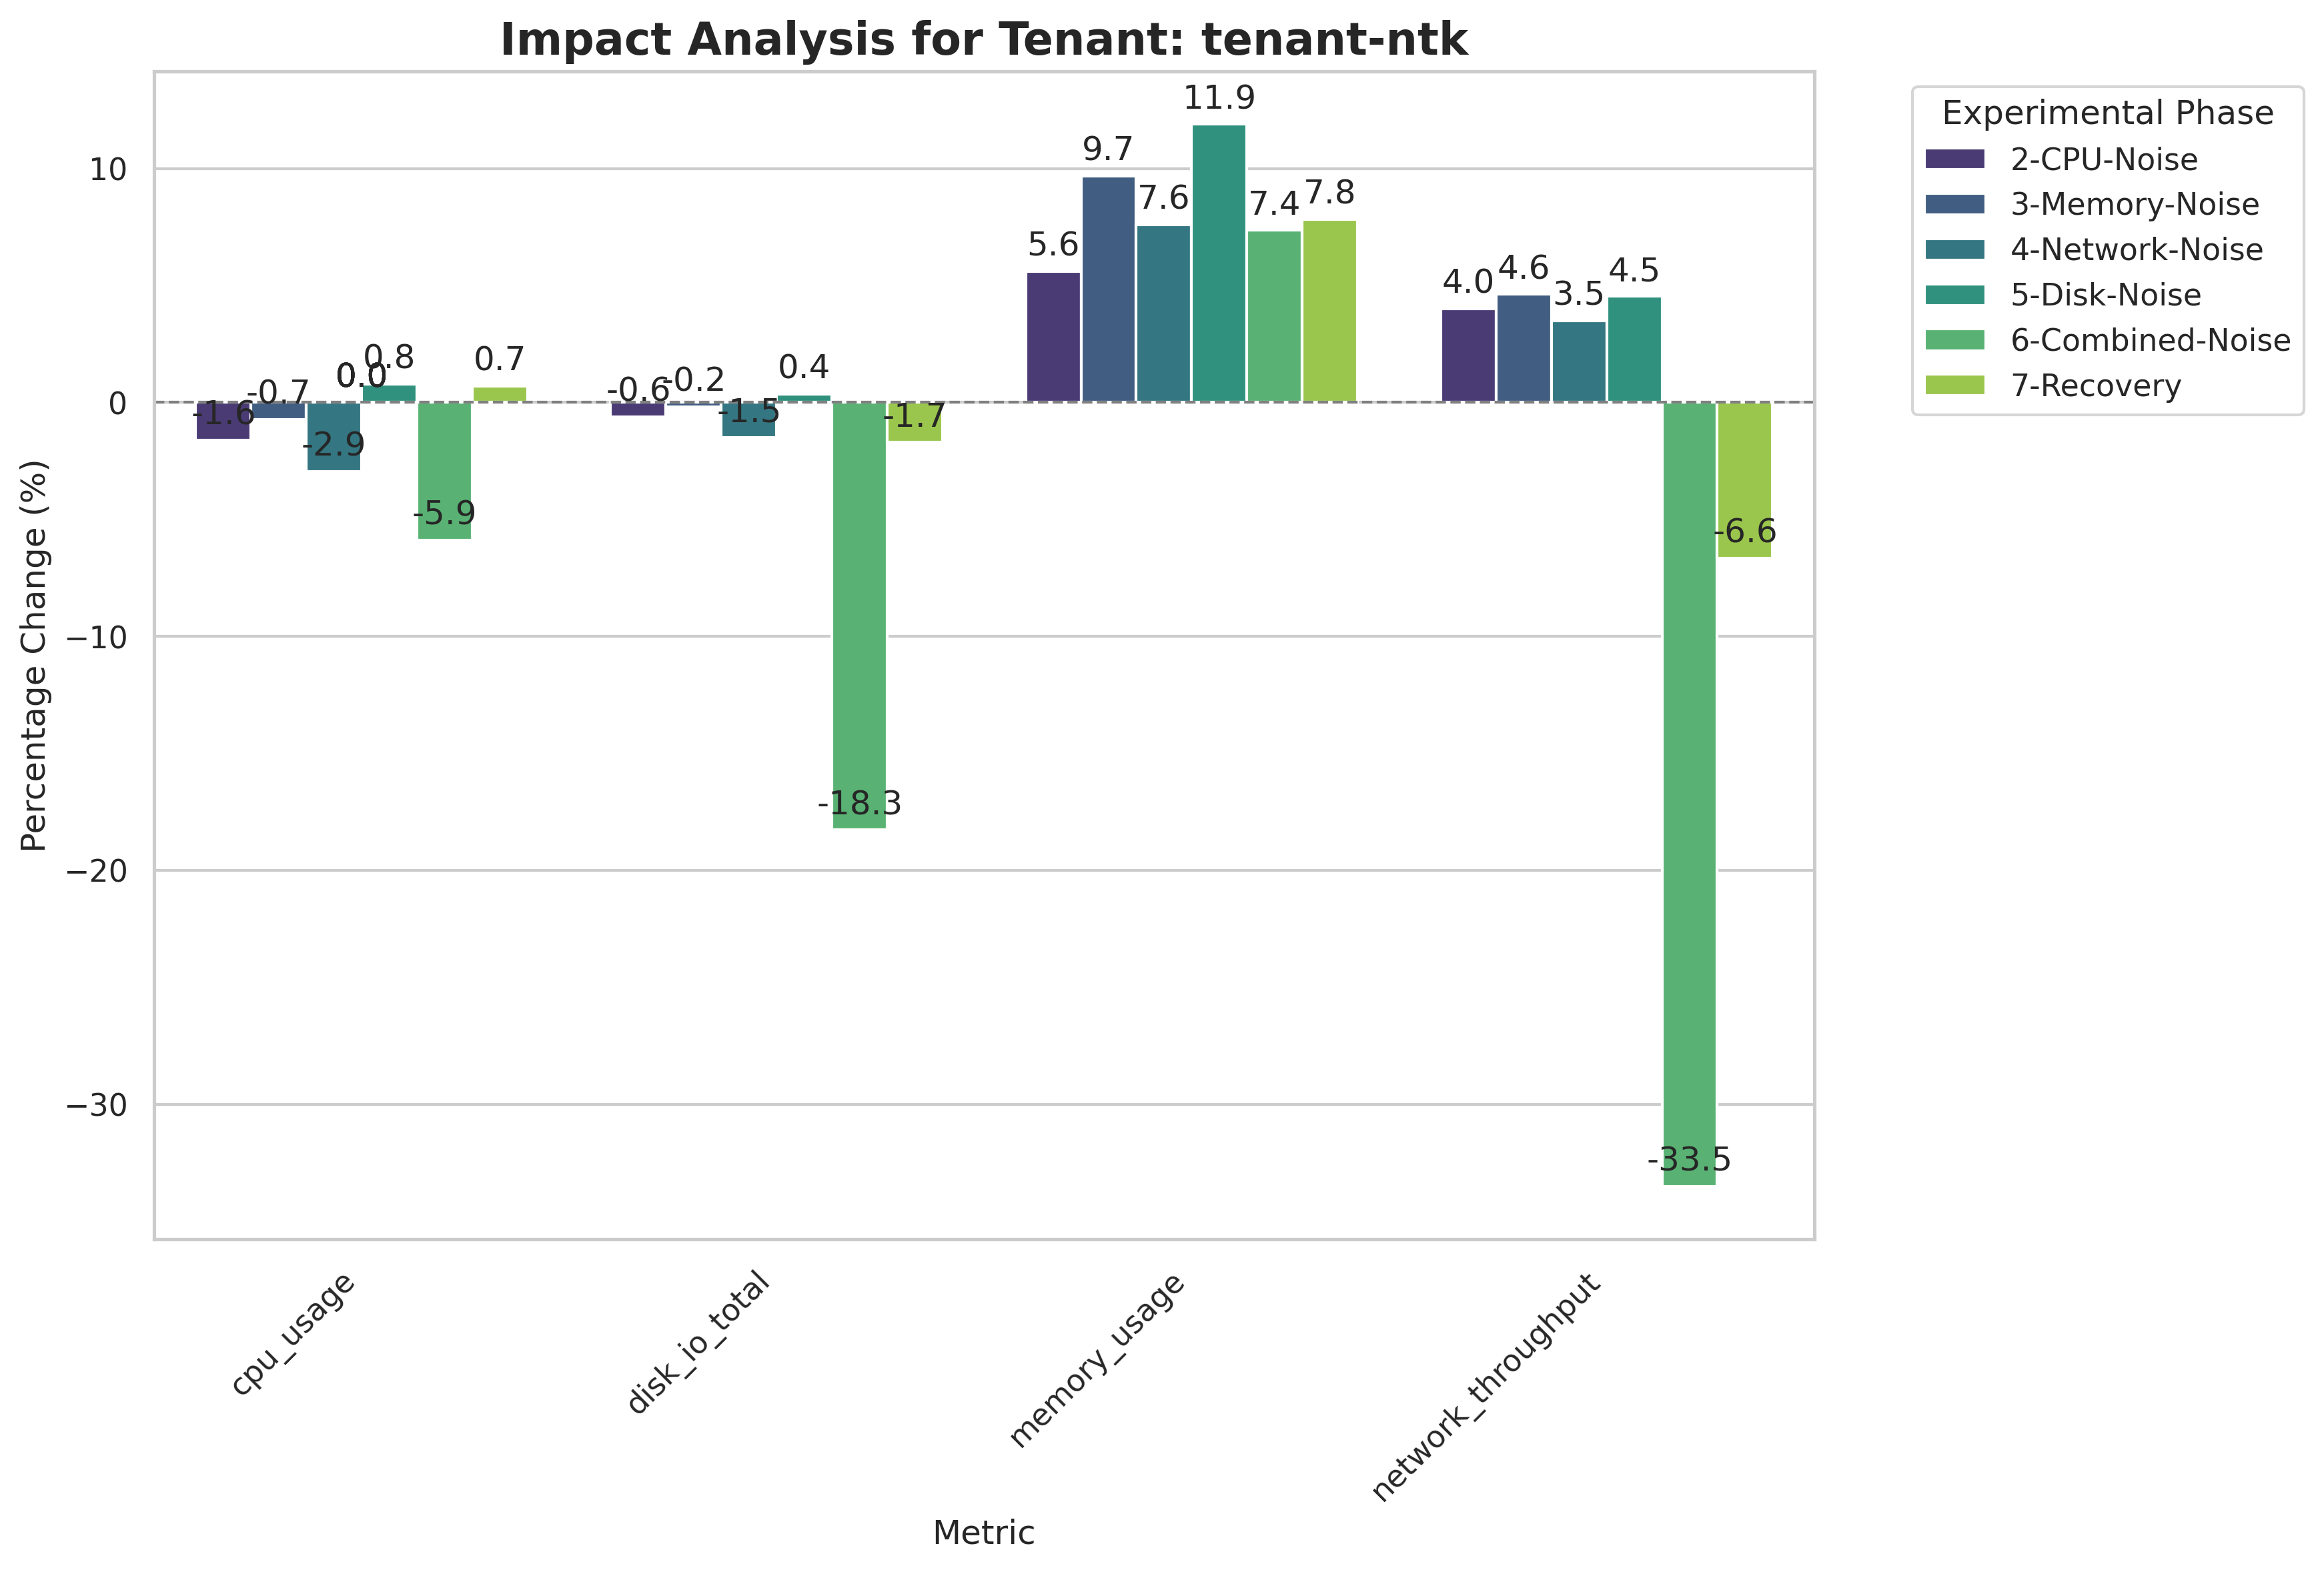 Impact Analysis for Tenant: tenant-ntk
Percentage Change (%)
10
0
−10
−20
−30
-1.6
-0.7
-2.9
0.0
0.8
-5.9
0.7
-0.6
-0.2
-1.5
0.4
-18.3
-1.7
5.6
9.7
7.6
11.9
7.4
7.8
4.0
4.6
3.5
4.5
-33.5
-6.6
cpu_usage
disk_io_total
memory_usage
network_throughput
Metric
Experimental Phase
2-CPU-Noise
3-Memory-Noise
4-Network-Noise
5-Disk-Noise
6-Combined-Noise
7-Recovery